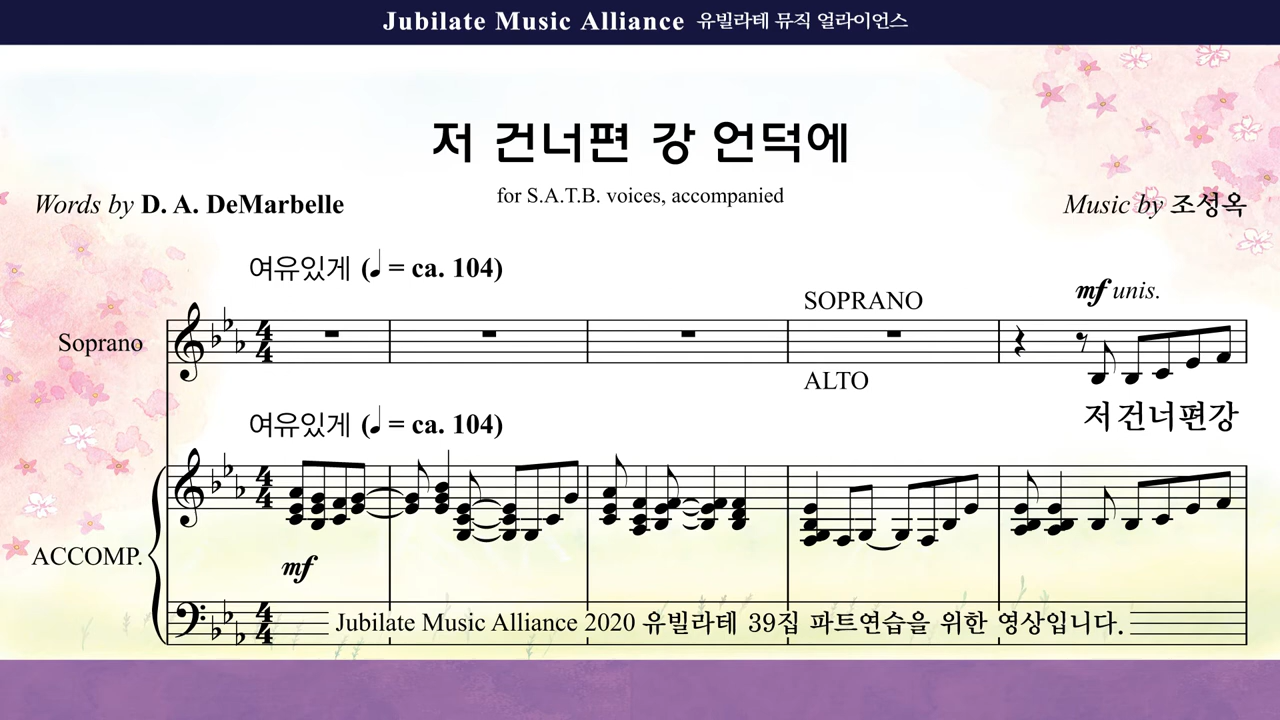 Jubilate Music Alliance 유빌라테 뮤직 얼라이언스
저 건너편 강 언덕에
for S.A.T.B. voices, accompanied
Words by D. A. DeMarbelle
Music by 조성옥
여유있게 (♩ = ca. 104)
SOPRANO
mf unis.
Soprano
ALTO
저 건너편강
여유있게 (♩ = ca. 104)
ACCOMP.
mf
Jubilate Music Alliance 2020 유빌라테 39집 파트연습을 위한 영상입니다.